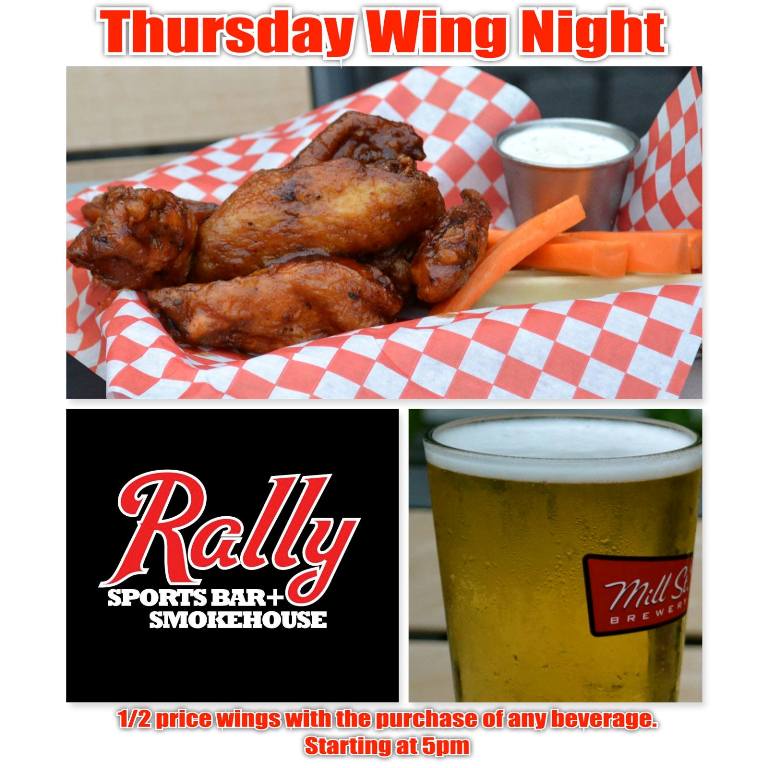 Thursday Wing Night
Rally
SPORTS BAR+
SMOKEHOUSE
Mill
BREWER
1/2 price wings with the purchase of any beverage.
Starting at 5pm